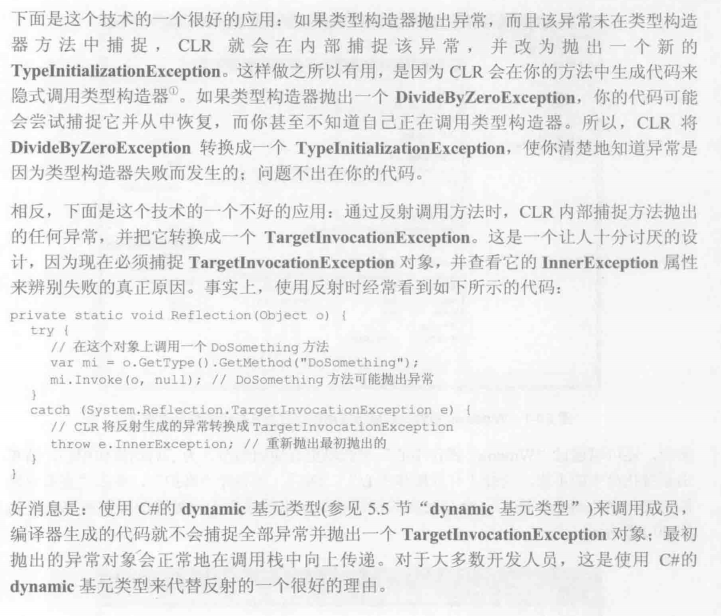 下面是这个技术的一个很好的应用：如果类型构造器抛出异常，而且该异常未在类型构造
器方法中捕捉，CLR 就会在内部捕捉该异常，并改为抛出一个新的
TypeInitializationException。这样做之所以有用，是因为 CLR 会在你的方法中生成代码来
隐式调用类型构造器①。如果类型构造器抛出一个 DivideByZeroException，你的代码可能
会尝试捕捉它并从中恢复，而你甚至不知道自己正在调用类型构造器。所以，CLR 将
DivideByZeroException 转换成一个 TypeInitializationException，使你清楚地知道异常是
因为类型构造器失败而发生的；问题不出在你的代码。
相反，下面是这个技术的一个不好的应用：通过反射调用方法时，CLR 内部捕捉方法抛出
的任何异常，并把它转换成一个 TargetInvocationException。这是一个让人十分讨厌的设
计，因为现在必须捕捉 TargetInvocationException 对象，并查看它的 InnerException 属性
来辨别失败的真正原因。事实上，使用反射时经常看到如下所示的代码：
private static void Reflection(Object o) {
try {
// 在这个对象上调用一个 DoSomething 方法
var mi = o.GetType().GetMethod("DoSomething");
mi.Invoke(o, null); // DoSomething 方法可能抛出异常
}
catch (System.Reflection.TargetInvocationException e) {
// CLR 将反射生成的异常转换成 TargetInvocationException
throw e.InnerException; // 重新抛出最初抛出的
}
}
好消息是：使用 C#的 dynamic 基元类型(参见 5.5 节“dynamic 基元类型”)来调用成员，
编译器生成的代码就不会捕捉全部异常并抛出一个 TargetInvocationException 对象；最初
抛出的异常对象会正常地在调用栈中向上传递。对于大多数开发人员，这是使用 C#的
dynamic 基元类型来代替反射的一个很好的理由。